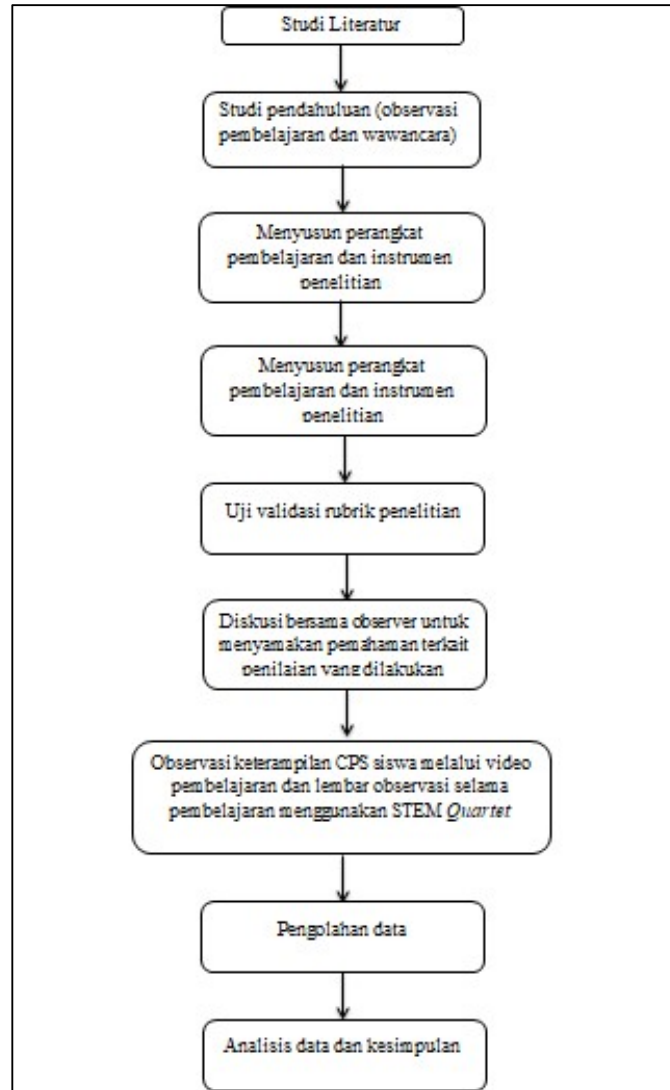 Studi Literatur
Studi pendahuluan (observasi
pembelajaran dan wawancara)
Menyusun perangkat
pembelajaran dan instrumen
penelitian
Menyusun perangkat
pembelajaran dan instrumen
penelitian
Uji validasi rubrik penelitian
Diskusi bersama observer untuk
menyamakan pemahaman terkait
penilaian yang dilakukan
Observasi keterampilan CPS siswa melalui video
pembelajaran dan lembar observasi selama
pembelajaran menggunakan STEM Quartet
Pengolahan data
Analisis data dan kesimpulan